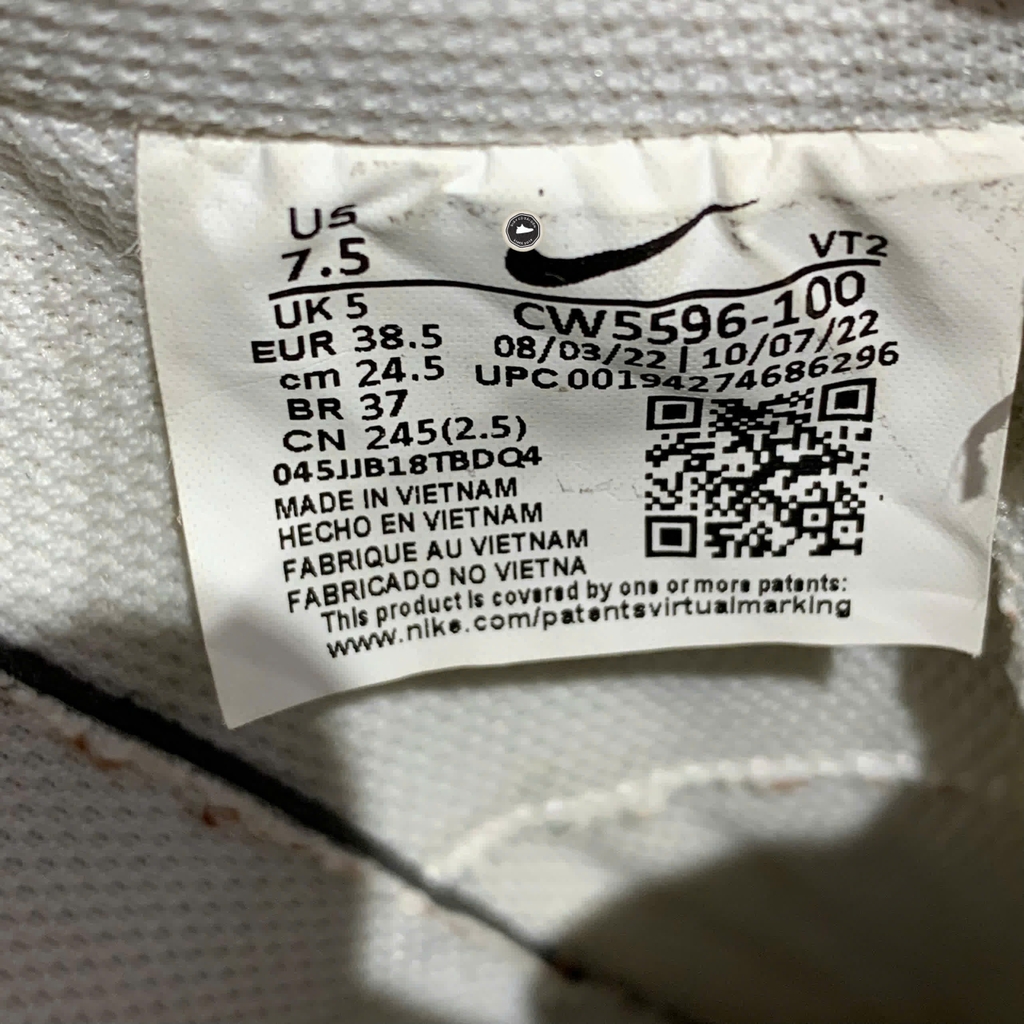 US
7.5
VT2
UK 5
CW5596-100
EUR 38.5
08/03/22 | 10/07/22
cm 24.5
UPC 00194274686296
BR 37
CN 245(2.5)
045JJB18TBDQ4
MADE IN VIETNAM
HECHO EN VIETNAM
FABRIQUE AU VIETNAM
FABRICADO NO VIETNA
This product is covered by one or more patents:
www.nike.com/patentsvirtualmarking